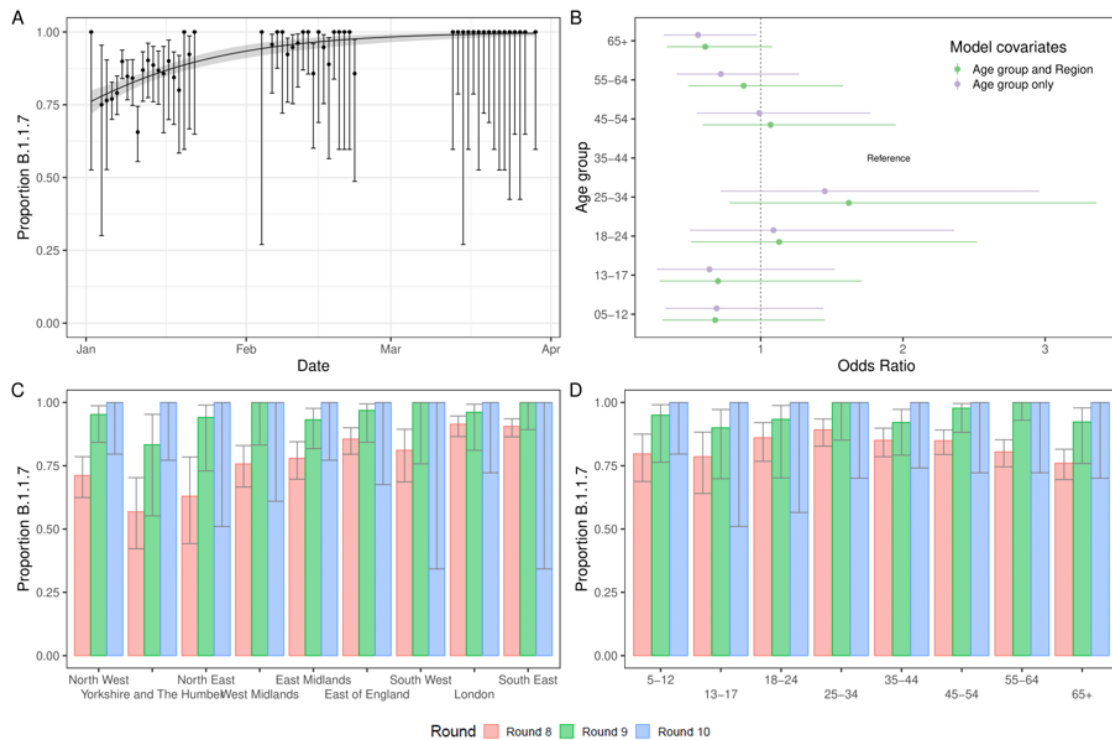 A
1.00
0.75
0.50
0.25
0.00
Proportion B.1.1.7
Jan
Feb
Mar
Apr
Date
B
65+
55−64
45−54
35−44
25−34
18−24
13−17
05−12
Age group
Model covariates
Age group and Region
Age group only
Reference
1
2
3
Odds Ratio
C
1.00
0.75
0.50
0.25
0.00
Proportion B.1.1.7
North West
Yorkshire and The Humber
North East
West Midlands
East Midlands
East of England
South West
London
South East
D
1.00
0.75
0.50
0.25
0.00
Proportion B.1.1.7
5−12
13−17
18−24
25−34
35−44
45−54
55−64
65+
Round
Round 8
Round 9
Round 10